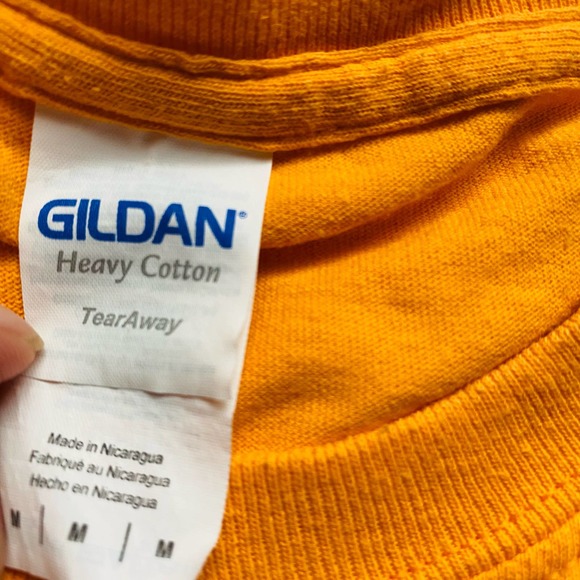 GILDAN®
Heavy Cotton
TearAway
Made in Nicaragua
Fabriqué au Nicaragua
Hecho en Nicaragua
M | M | M